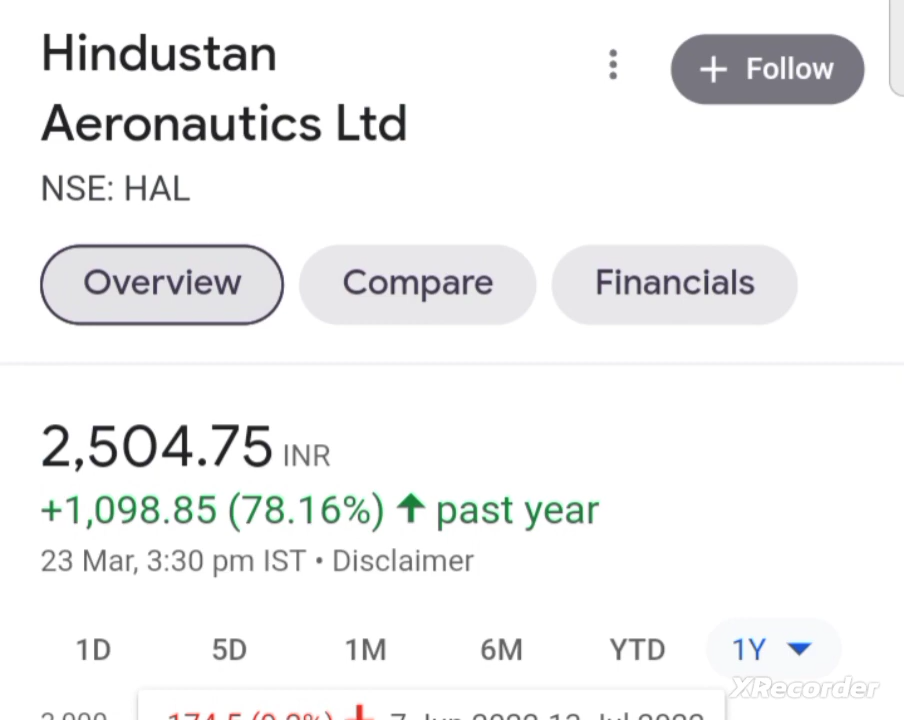 Hindustan
Aeronautics Ltd
+ Follow
NSE: HAL
Overview
Compare
Financials
2,504.75 INR
+1,098.85 (78.16%) ↑ past year
23 Mar, 3:30 pm IST • Disclaimer
1D 5D 1M 6M YTD 1Y
XRecorder